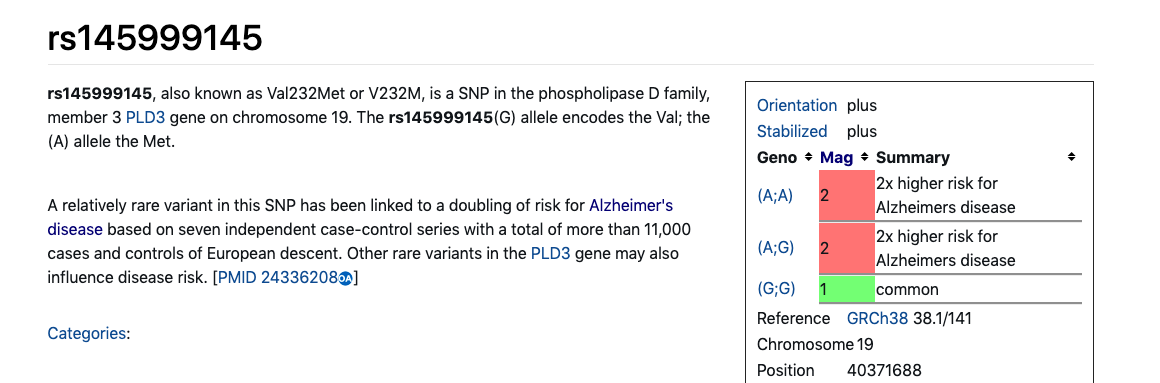 rs145999145
rs145999145, also known as Val232Met or V232M, is a SNP in the phospholipase D family,
member 3 PLD3 gene on chromosome 19. The rs145999145(G) allele encodes the Val; the
(A) allele the Met.
A relatively rare variant in this SNP has been linked to a doubling of risk for Alzheimer's
disease based on seven independent case-control series with a total of more than 11,000
cases and controls of European descent. Other rare variants in the PLD3 gene may also
influence disease risk. [PMID 24336208OA]
Categories:
Orientation plus
Stabilized plus
Geno Mag Summary
(A;A) 2 2x higher risk for
Alzheimers disease
(A;G) 2 2x higher risk for
Alzheimers disease
(G;G) 1 common
Reference GRCh38 38.1/141
Chromosome 19
Position 40371688